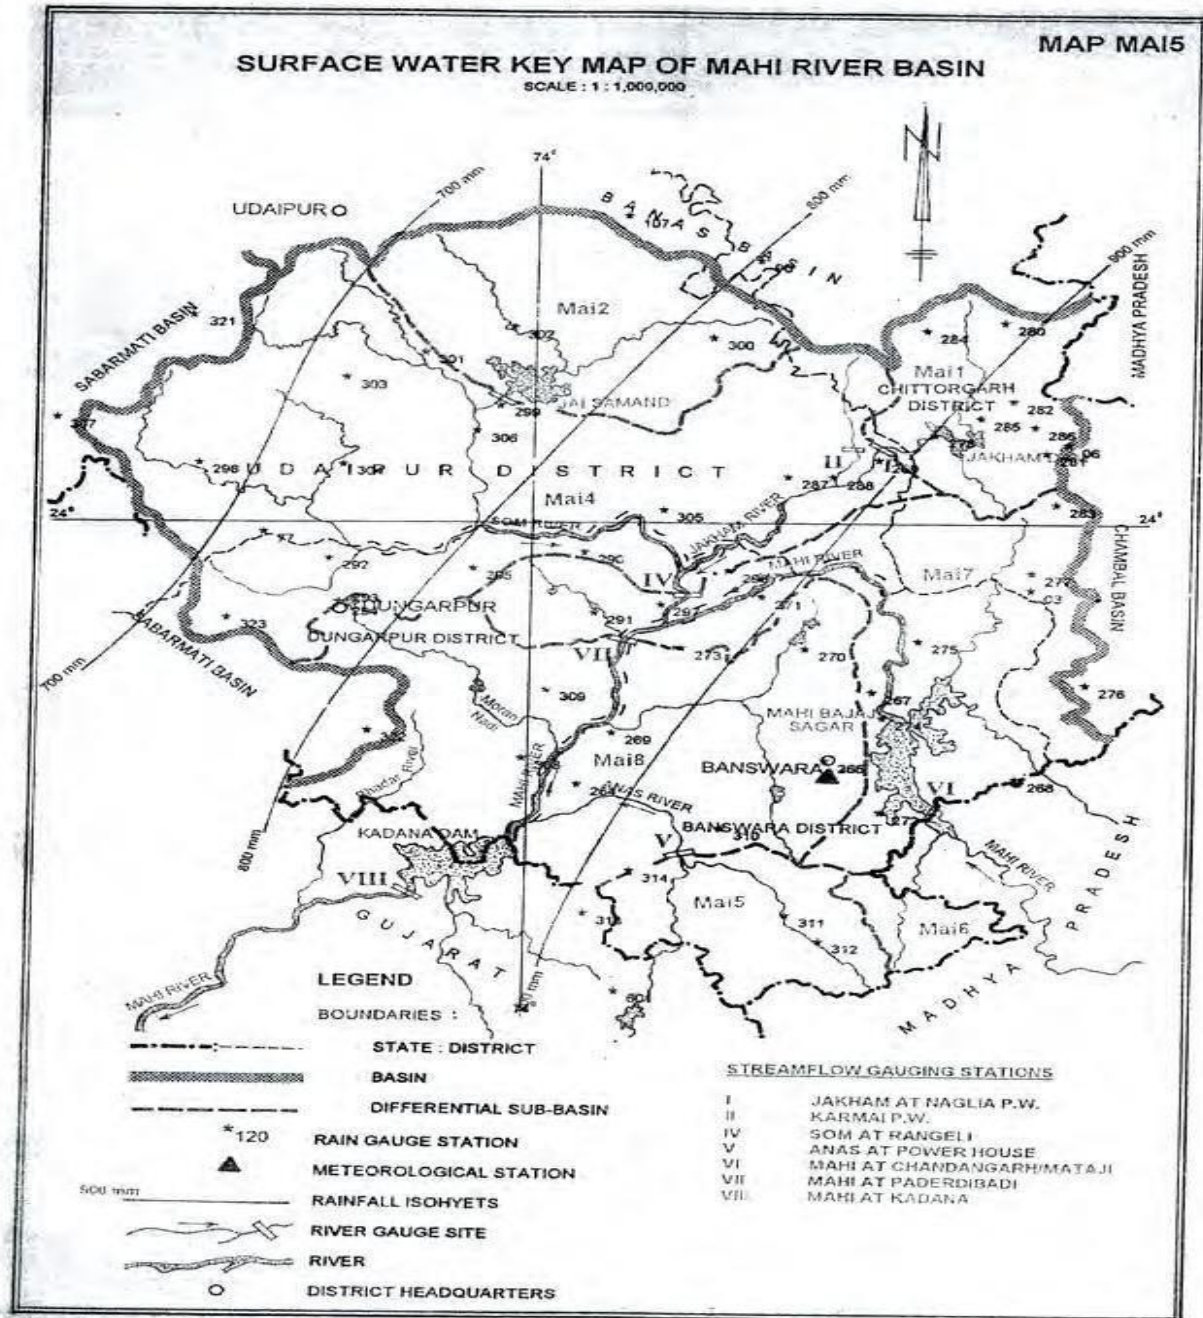 MAP MAI5
SURFACE WATER KEY MAP OF MAHI RIVER BASIN
SCALE : 1 : 1,000,000
N
74°
700 mm
800 mm
900 mm
UDAIPUR
BANAS BASIN
107A
MADHYA PRADESH
SABARMATI BASIN
321
Mai2
307
300
284
280
301
303
Mai1
CHITTORGARH
DISTRICT
282
299
JAI SAMAND
285
286
306
298
UDAIPUR DISTRICT
II
I
287
288
Mai4
283
24°
305
24°
SOM RIVER
JAKHAM RIVER
MAHI RIVER
CHAMBAL BASIN
292
295
IV
Mai7
277
DUNGARPUR
297
323
DUNGARPUR DISTRICT
291
VII
273
270
275
SABARMATI BASIN
700 mm
309
276
Moran
Nadi
267
MAHI BAJAJ
SAGAR
274
269
Mai8
BANSWARA
265
MAHI RIVER
VI
268
ANAS RIVER
KADANA DAM
BANSWARA DISTRICT
800 mm
V
310
MAHI RIVER
VIII
314
Mai5
311
312
Mai6
GUJARAT
MADHYA PRADESH
MAHI RIVER
LEGEND
BOUNDARIES :
STATE : DISTRICT
BASIN
DIFFERENTIAL SUB-BASIN
*120 RAIN GAUGE STATION
METEOROLOGICAL STATION
RAINFALL ISOHYETS
RIVER GAUGE SITE
RIVER
DISTRICT HEADQUARTERS
STREAMFLOW GAUGING STATIONS
I JAKHAM AT NAGLIA P.W.
II KARMAI P.W.
IV SOM AT RANGELI
V ANAS AT POWER HOUSE
VI MAHI AT CHANDANGARH/MATAJI
VII MAHI AT PADERDIBADI
VIII MAHI AT KADANA